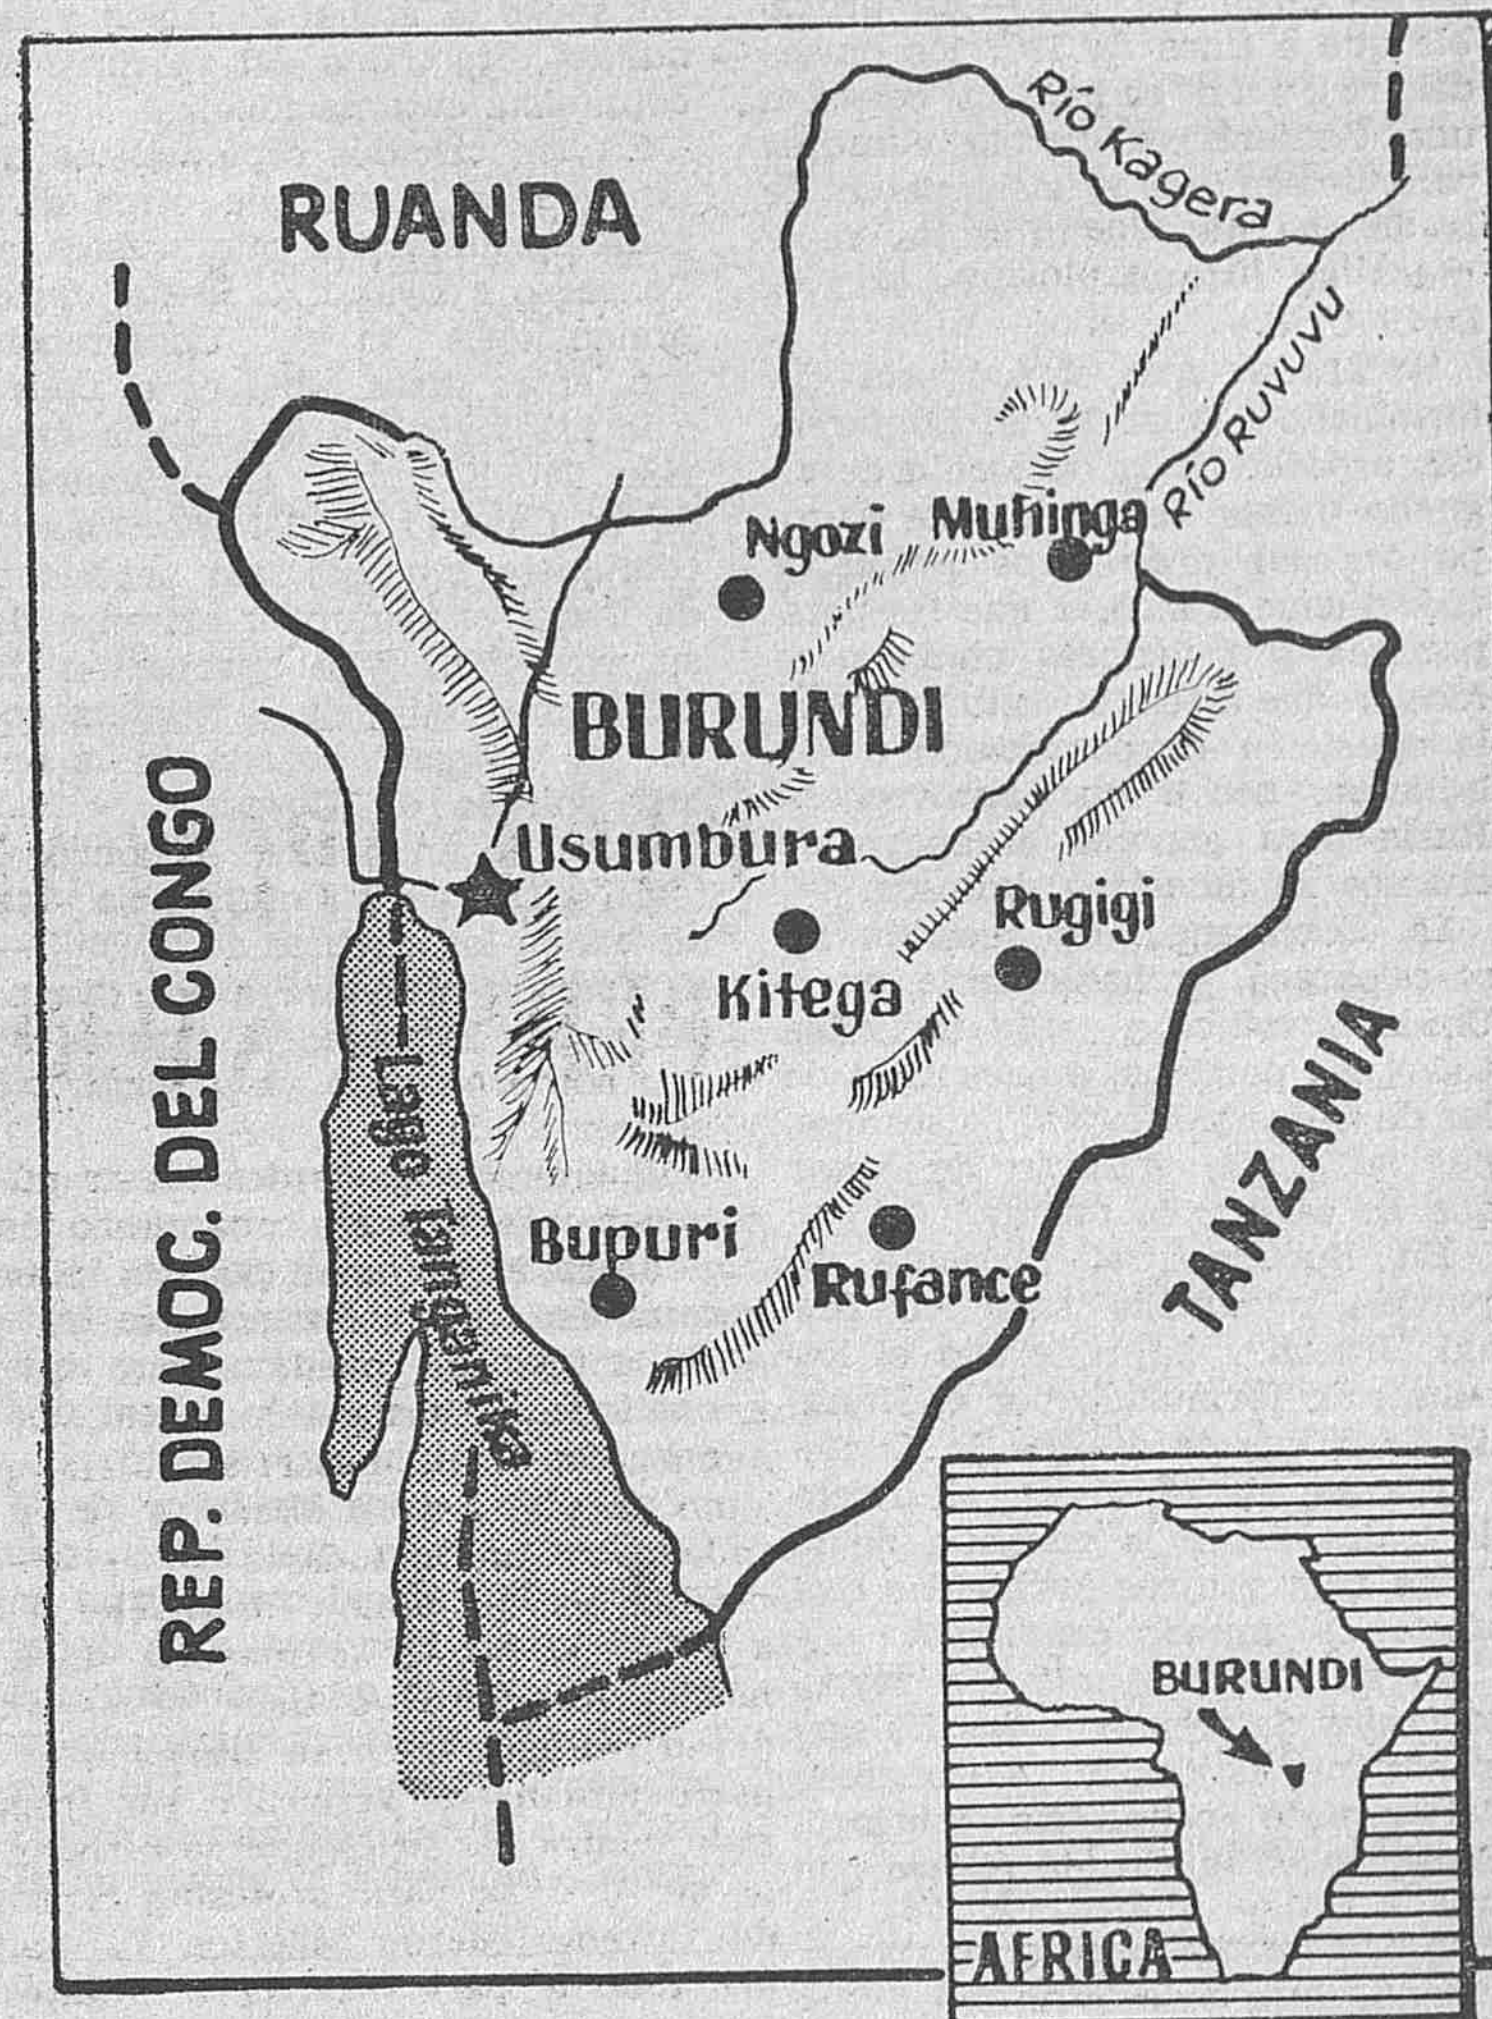 Río Kagera
RUANDA
RÍO RUVUVU
Ngozi
Muhinga
BURUNDI
Usumbura
Rugigi
Kitega
REP. DEMOC. DEL CONGO
Lago Tanganika
TANZANIA
Bupuri
Rufance
BURUNDI
AFRICA